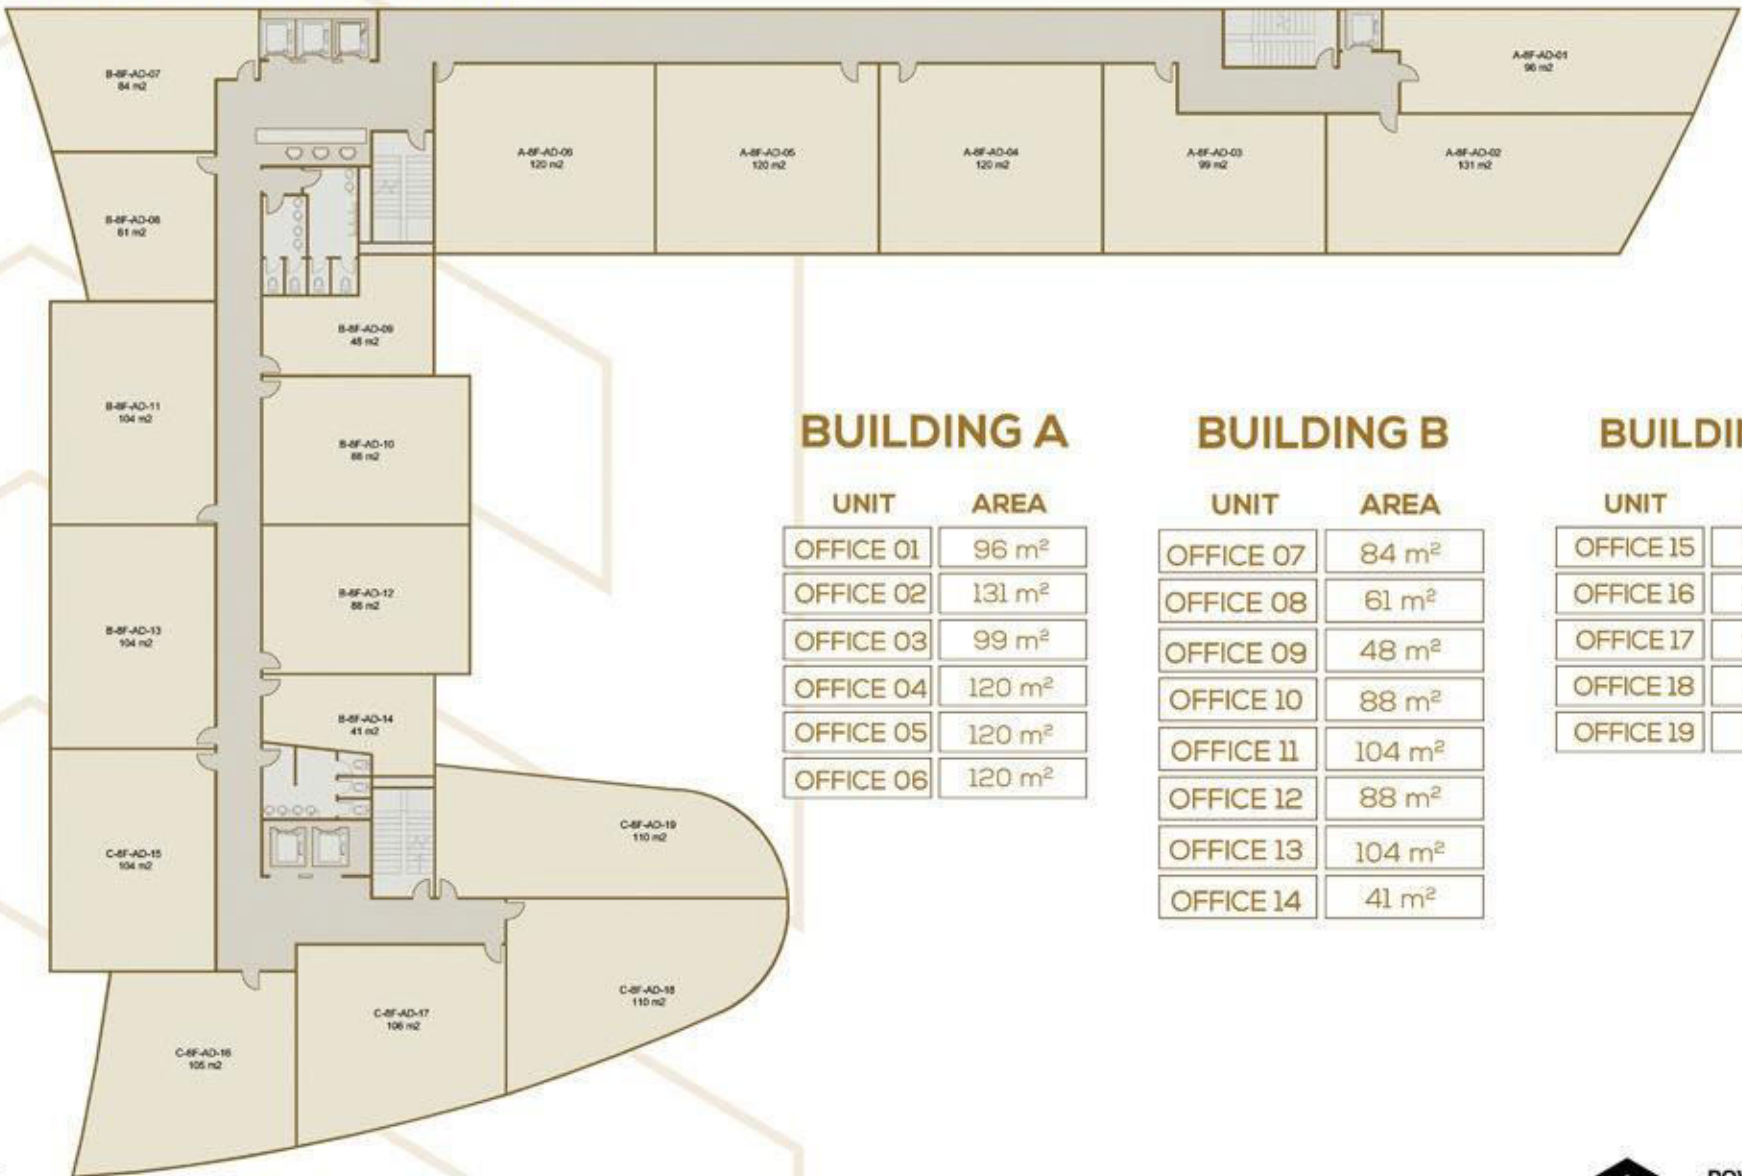 B-8F-AD-07
84 m2
A-8F-AD-01
96 m2
A-8F-AD-06
120 m2
A-8F-AD-05
120 m2
A-8F-AD-04
120 m2
A-8F-AD-03
99 m2
A-8F-AD-02
131 m2
B-8F-AD-08
61 m2
B-8F-AD-09
48 m2
B-8F-AD-11
104 m2
B-8F-AD-10
88 m2
B-8F-AD-13
104 m2
B-8F-AD-12
88 m2
B-8F-AD-14
41 m2
C-8F-AD-15
104 m2
C-8F-AD-19
110 m2
C-8F-AD-18
110 m2
C-8F-AD-17
106 m2
C-8F-AD-16
105 m2
BUILDING A
UNIT AREA
OFFICE 01 96 m²
OFFICE 02 131 m²
OFFICE 03 99 m²
OFFICE 04 120 m²
OFFICE 05 120 m²
OFFICE 06 120 m²
BUILDING B
UNIT AREA
OFFICE 07 84 m²
OFFICE 08 61 m²
OFFICE 09 48 m²
OFFICE 10 88 m²
OFFICE 11 104 m²
OFFICE 12 88 m²
OFFICE 13 104 m²
OFFICE 14 41 m²
BUILDI
UNIT
OFFICE 15
OFFICE 16
OFFICE 17
OFFICE 18
OFFICE 19